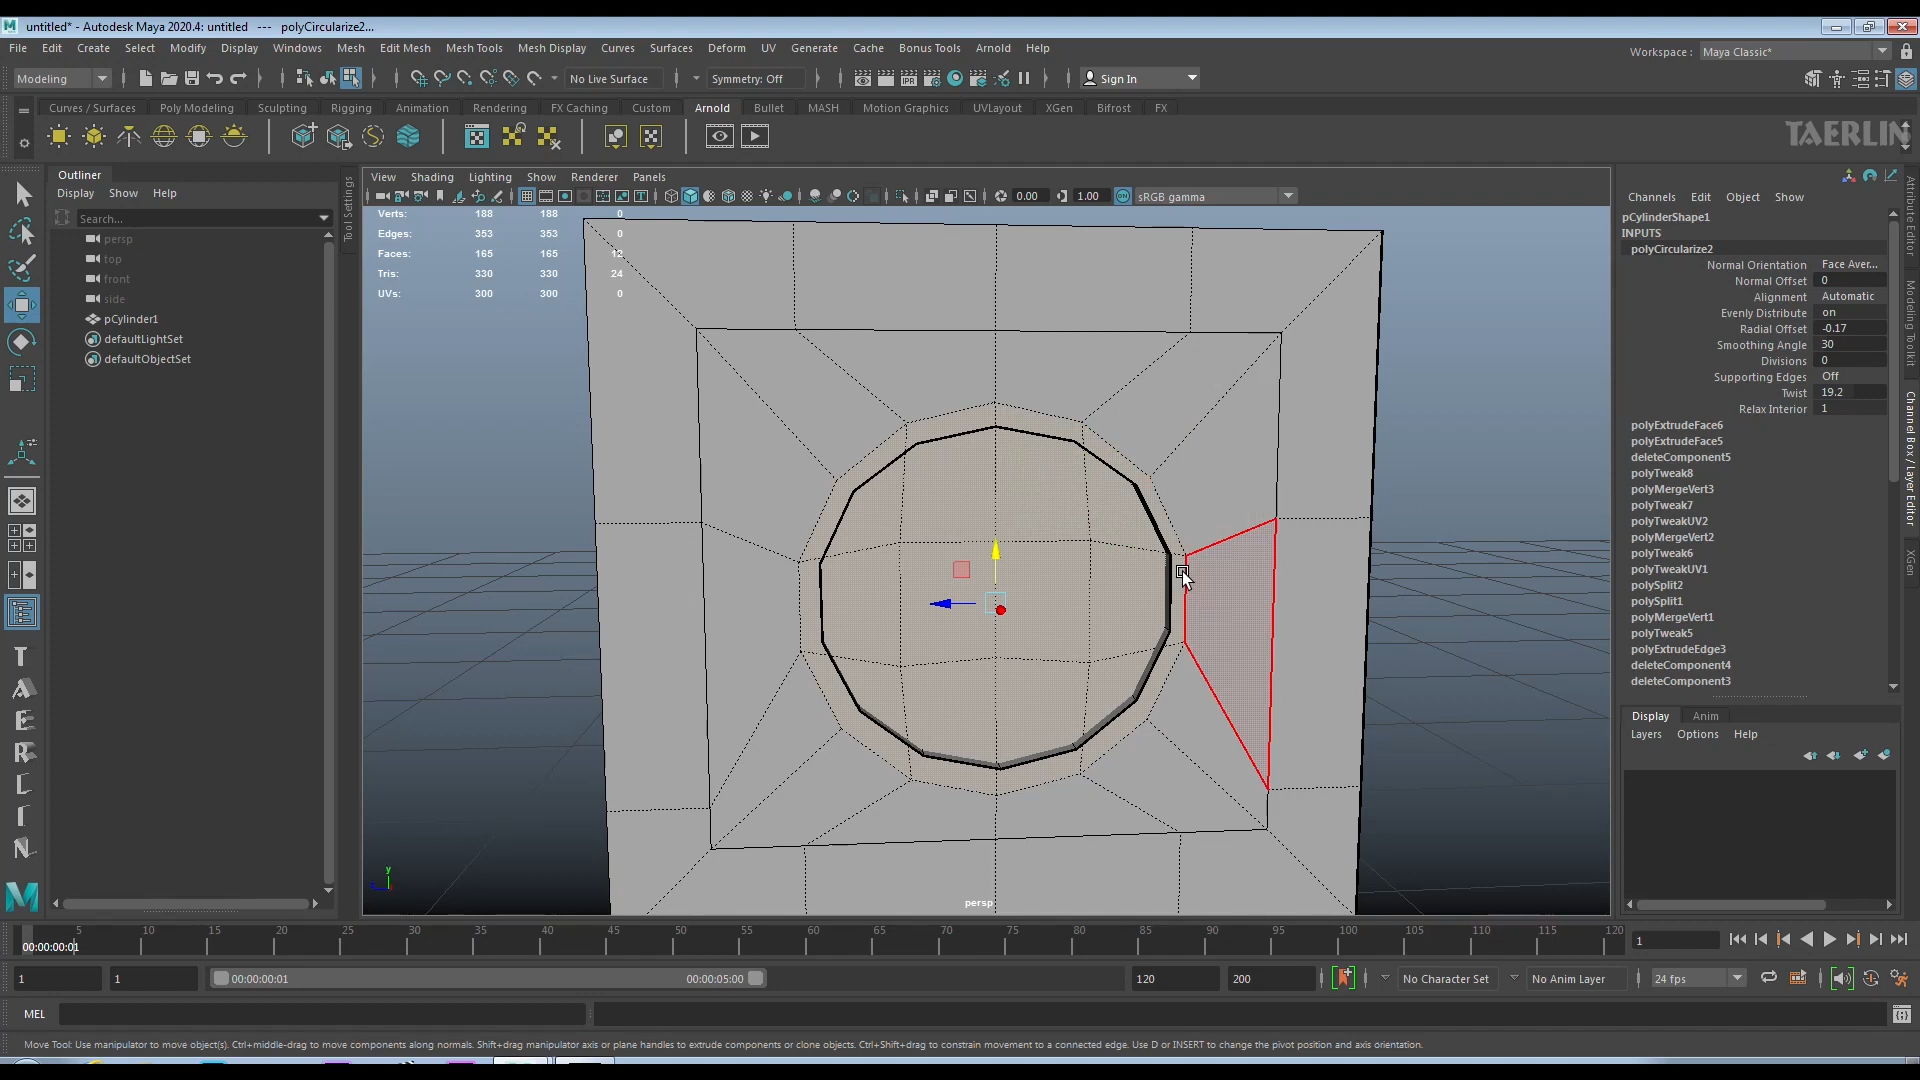 untitled* - Autodesk Maya 2020.4: untitled --- polyCircularize2...
File Edit Create Select Modify Display Windows Mesh Edit Mesh Mesh Tools Mesh Display Curves Surfaces Deform UV Generate Cache Bonus Tools Arnold Help
Workspace : Maya Classic*
Modeling No Live Surface Symmetry: Off Sign In
Curves / Surfaces Poly Modeling Sculpting Rigging Animation Rendering FX Caching Custom Arnold Bullet MASH Motion Graphics UVLayout XGen Bifrost FX
TAERLIN
Outliner
Display Show Help
Search...
persp
top
front
side
pCylinder1
defaultLightSet
defaultObjectSet
Tool Settings
View Shading Lighting Show Renderer Panels
0.00 1.00 sRGB gamma
Verts: 188 188 0
Edges: 353 353 0
Faces: 165 165 12
Tris: 330 330 24
UVs: 300 300 0
y
persp
Channels Edit Object Show
pCylinderShape1
INPUTS
polyCircularize2
Normal Orientation Face Aver...
Normal Offset 0
Alignment Automatic
Evenly Distribute on
Radial Offset -0.17
Smoothing Angle 30
Divisions 0
Supporting Edges Off
Twist 19.2
Relax Interior 1
polyExtrudeFace6
polyExtrudeFace5
deleteComponent5
polyTweak8
polyMergeVert3
polyTweak7
polyTweakUV2
polyMergeVert2
polyTweak6
polyTweakUV1
polySplit2
polySplit1
polyMergeVert1
polyTweak5
polyExtrudeEdge3
deleteComponent4
deleteComponent3
Display Anim
Layers Options Help
Attribute Editor
Modeling Toolkit
Channel Box / Layer Editor
XGen
5 10 15 20 25 30 35 40 45 50 55 60 65 70 75 80 85 90 95 100 105 110 115 120
00:00:00:01
1
1 1 00:00:00:01 00:00:05:00 120 200 No Character Set No Anim Layer 24 fps
MEL
Move Tool: Use manipulator to move object(s). Ctrl+middle-drag to move components along normals. Shift+drag manipulator axis or plane handles to extrude components or clone objects. Ctrl+Shift+drag to constrain movement to a connected edge. Use D or INSERT to change the pivot position and axis orientation.